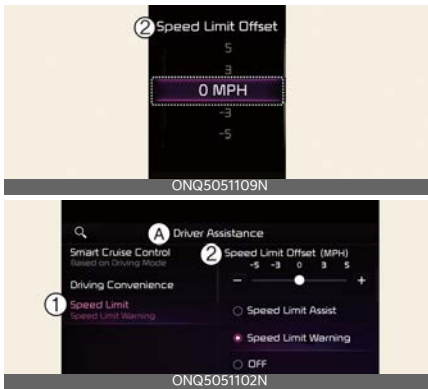 ② Speed Limit Offset
5
3
0 MPH
-3
-5
ONQ5051109N
A Driver Assistance
Smart Cruise Control
Based on Driving Mode
Driving Convenience
① Speed Limit
Speed Limit Warning
② Speed Limit Offset (MPH)
-5 -3 0 3 5
− +
Speed Limit Assist
Speed Limit Warning
OFF
ONQ5051102N